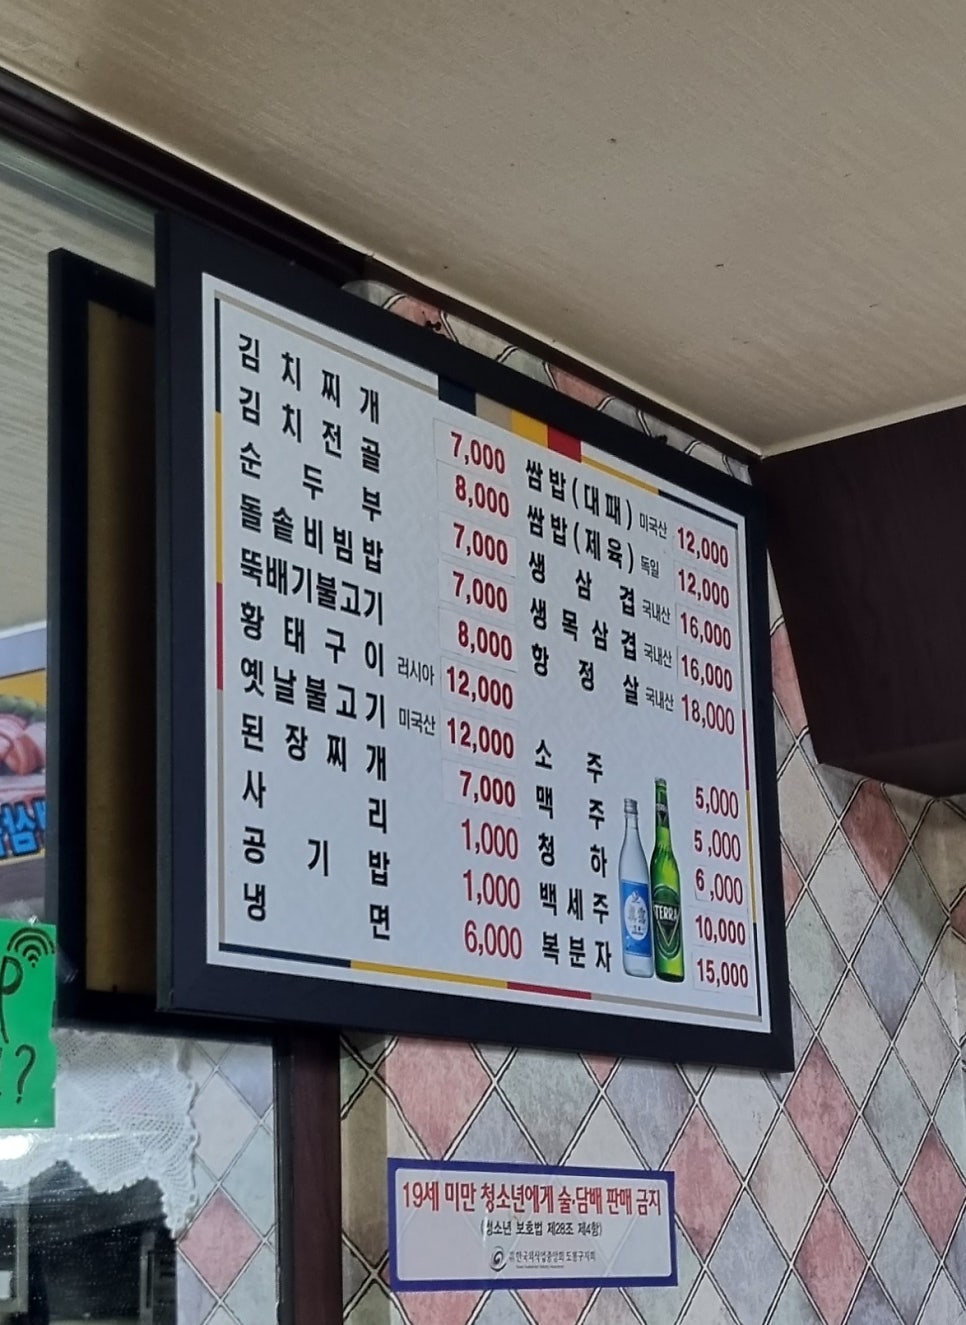 김치찌개 7,000
김치전골 8,000
순두부 7,000
돌솥비빔밥 7,000
뚝배기불고기 8,000
황태구이 러시아 12,000
옛날불고기 미국산 12,000
된장찌개 7,000
사리 1,000
공기밥 1,000
냉면 6,000
쌈밥(대패) 미국산 12,000
쌈밥(제육) 독일 12,000
생삼겹 국내산 16,000
생목삼겹 국내산 16,000
항정살 국내산 18,000
소주 5,000
맥주 5,000
청하 6,000
백세주 10,000
복분자 15,000
TERRA
19세 미만 청소년에게 술·담배 판매 금지
(청소년 보호법 제28조 제4항)
도봉구지회
?